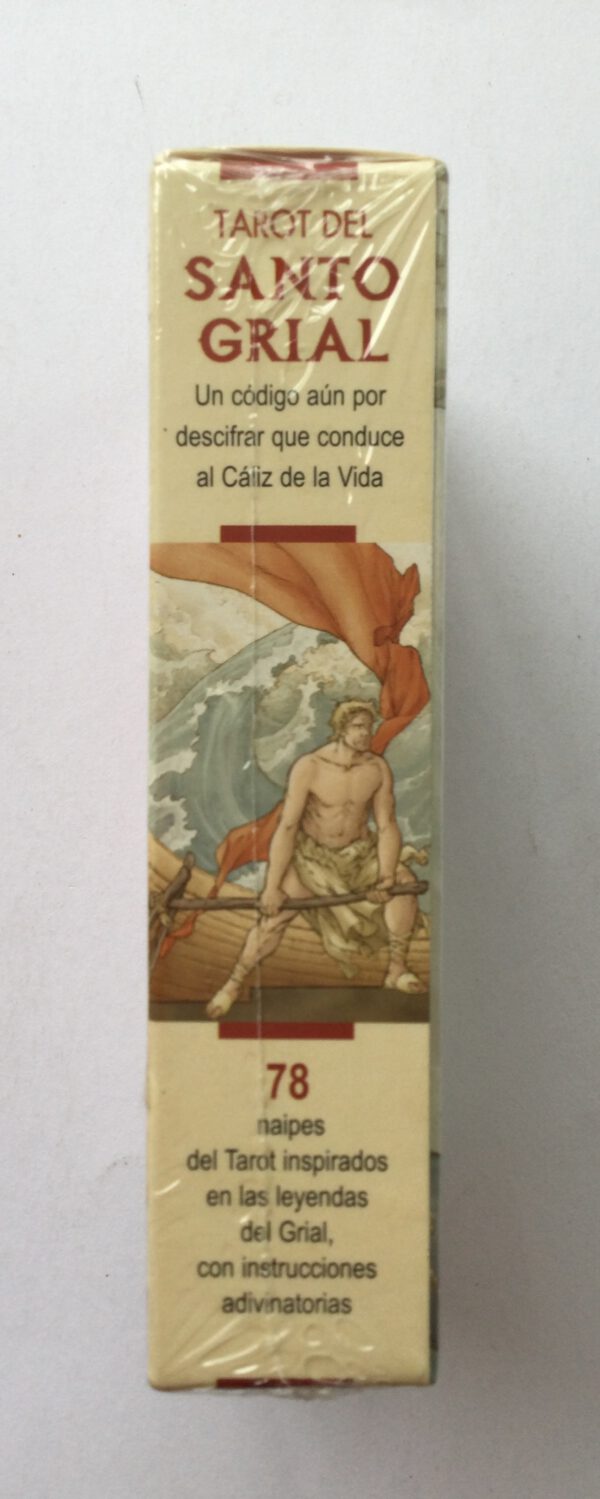 TAROT DEL
SANTO
GRIAL
Un código aún por
descifrar que conduce
al Cáliz de la Vida
78
naipes
del Tarot inspirados
en las leyendas
del Grial,
con instrucciones
adivinatorias